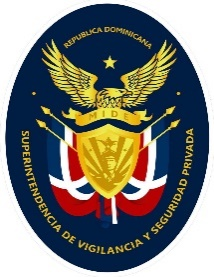 REPUBLICA DOMINICANA
MIDE
SUPERINTENDENCIA DE VIGILANCIA Y SEGURIDAD PRIVADA